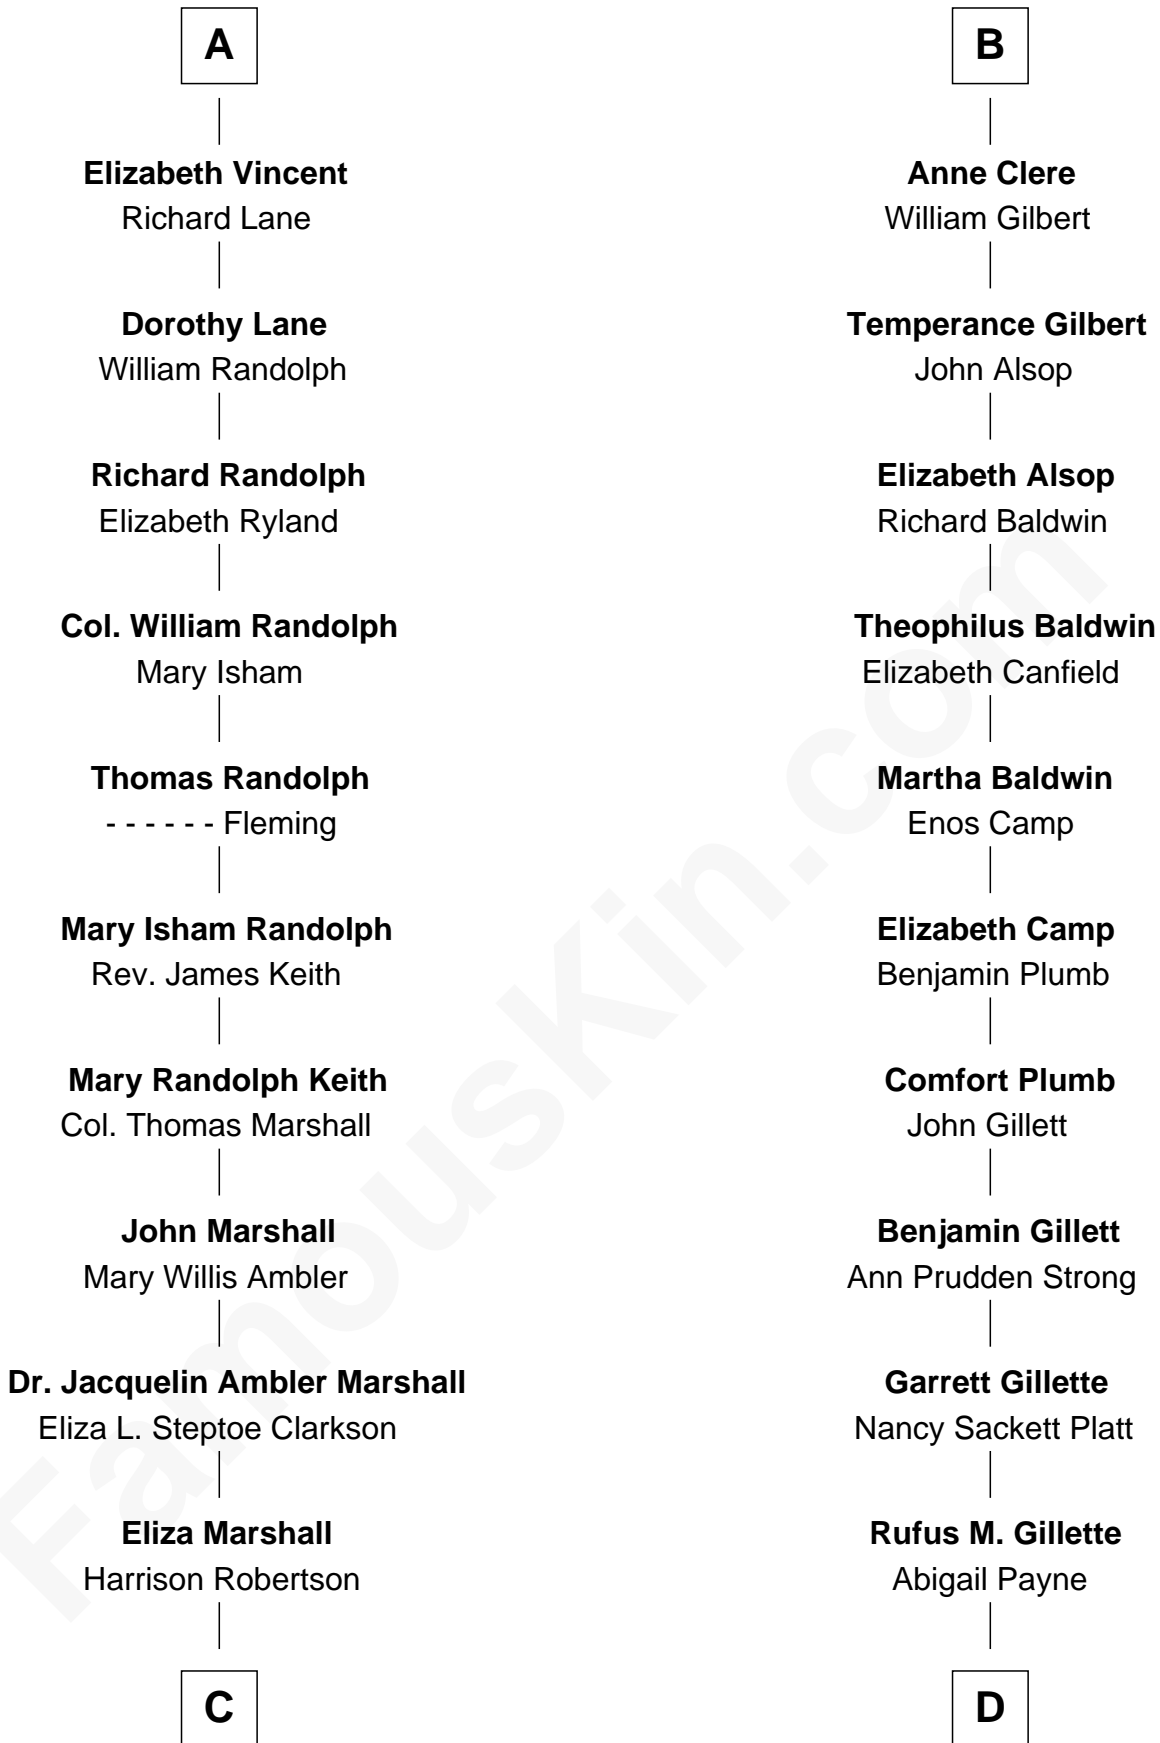 A
Elizabeth Vincent
Richard Lane
Dorothy Lane
William Randolph
Richard Randolph
Elizabeth Ryland
Col. William Randolph
Mary Isham
Thomas Randolph
- - - - - - Fleming
Mary Isham Randolph
Rev. James Keith
Mary Randolph Keith
Col. Thomas Marshall
John Marshall
Mary Willis Ambler
Dr. Jacquelin Ambler Marshall
Eliza L. Steptoe Clarkson
Eliza Marshall
Harrison Robertson
C
B
Anne Clere
William Gilbert
Temperance Gilbert
John Alsop
Elizabeth Alsop
Richard Baldwin
Theophilus Baldwin
Elizabeth Canfield
Martha Baldwin
Enos Camp
Elizabeth Camp
Benjamin Plumb
Comfort Plumb
John Gillett
Benjamin Gillett
Ann Prudden Strong
Garrett Gillette
Nancy Sackett Platt
Rufus M. Gillette
Abigail Payne
D
FamousKin.com